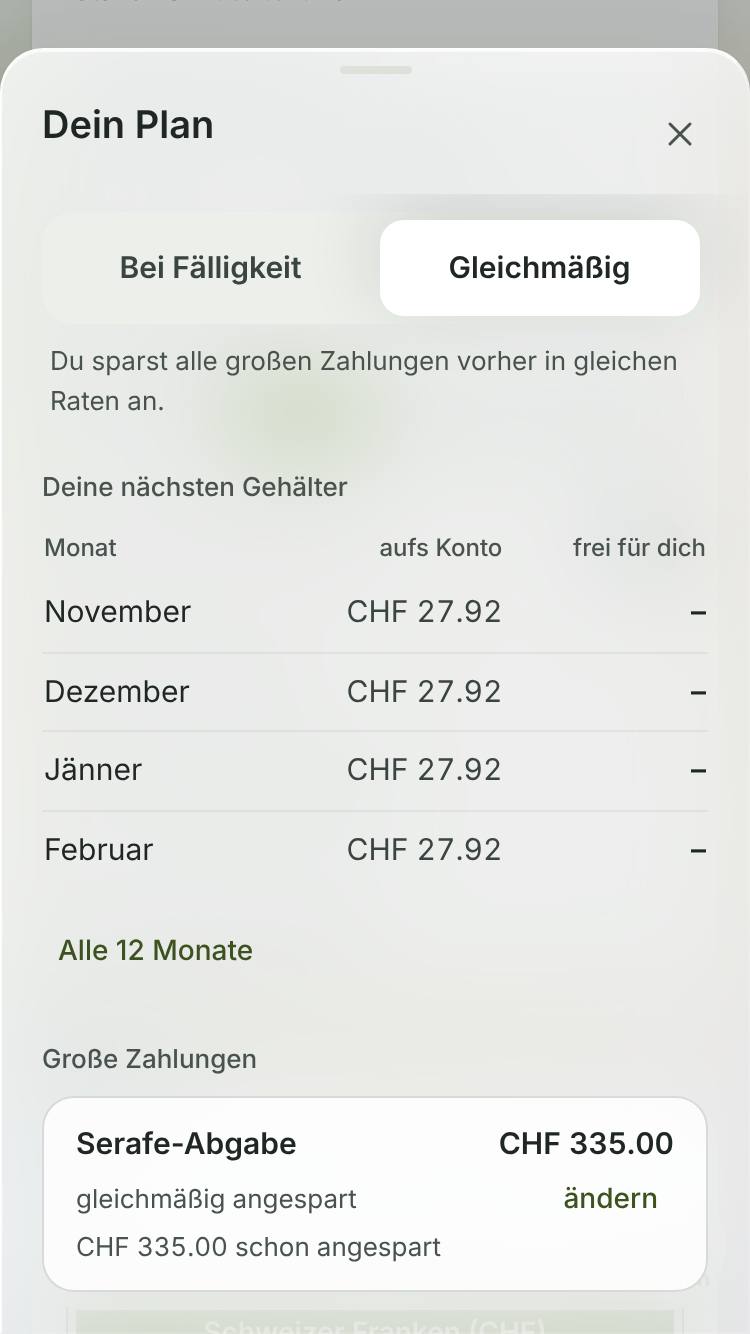 Dein Plan
Bei Fälligkeit Gleichmäßig
Du sparst alle großen Zahlungen vorher in gleichen
Raten an.
Deine nächsten Gehälter
Monat aufs Konto frei für dich
November CHF 27.92 –
Dezember CHF 27.92 –
Jänner CHF 27.92 –
Februar CHF 27.92 –
Alle 12 Monate
Große Zahlungen
Serafe-Abgabe CHF 335.00
gleichmäßig angespart ändern
CHF 335.00 schon angespart
Schweizer Franken (CHF)